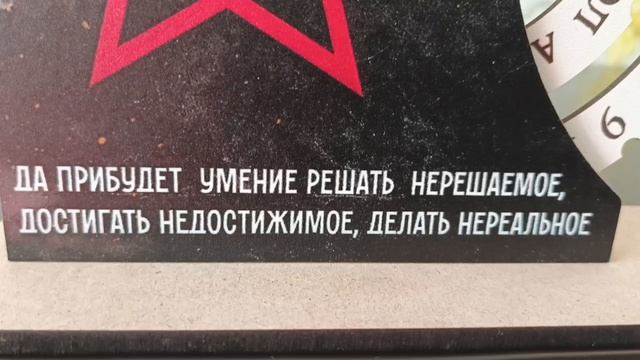 ДА ПРИБУДЕТ УМЕНИЕ РЕШАТЬ НЕРЕШАЕМОЕ,
ДОСТИГАТЬ НЕДОСТИЖИМОЕ, ДЕЛАТЬ НЕРЕАЛЬНОЕ